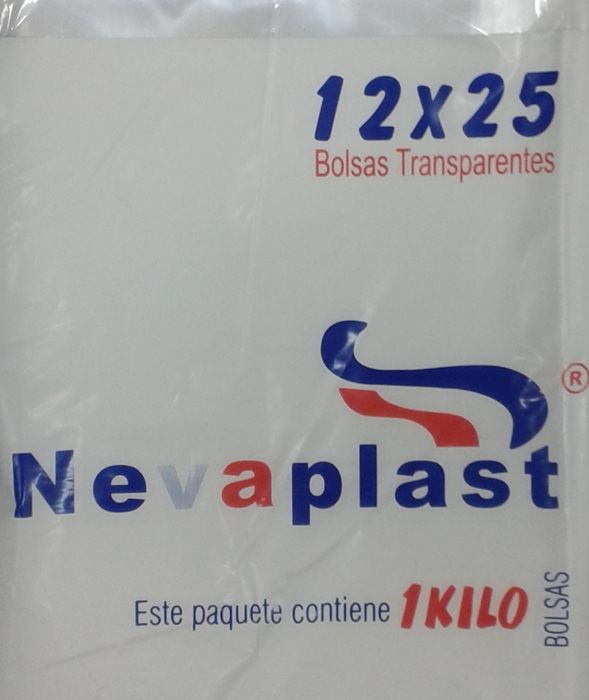 12x25
Bolsas Transparentes
®
Nevaplast
Este paquete contiene 1KILO BOLSAS